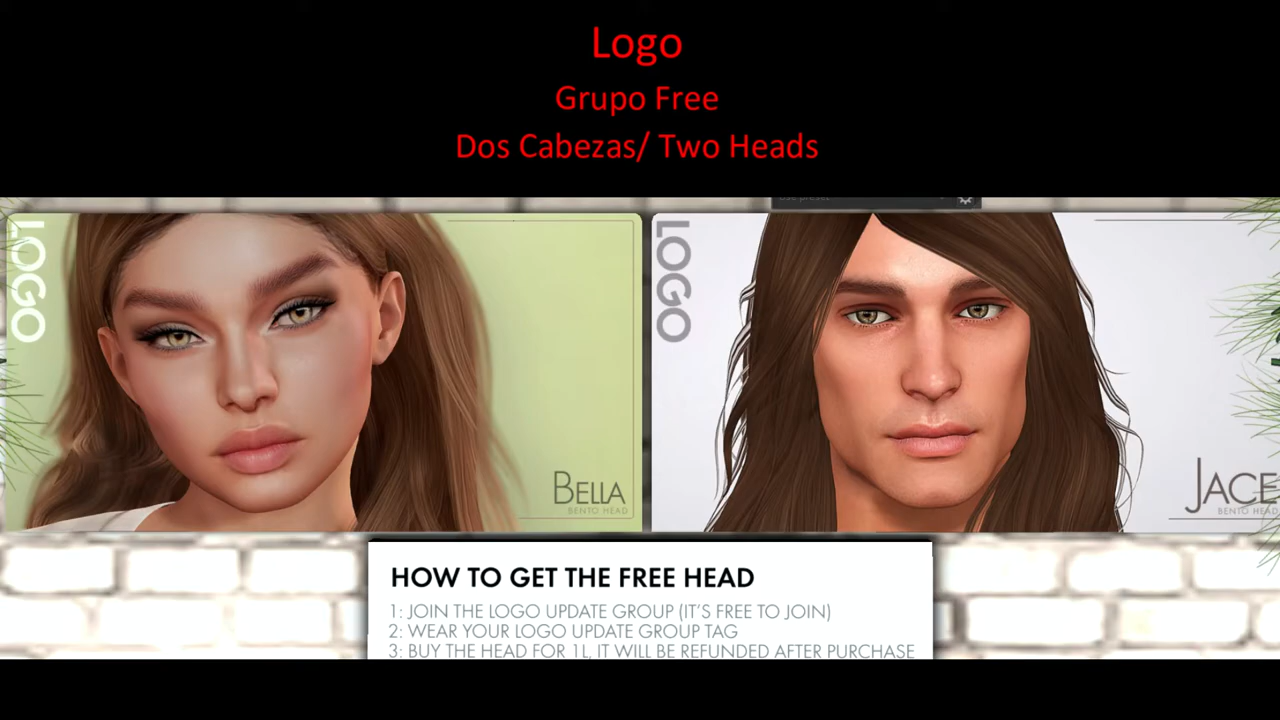 Logo
Grupo Free
Dos Cabezas/ Two Heads
LOGO
BELLA
BENTO HEAD
LOGO
JACE
BENTO HEAD
HOW TO GET THE FREE HEAD
1: JOIN THE LOGO UPDATE GROUP (IT'S FREE TO JOIN)
2: WEAR YOUR LOGO UPDATE GROUP TAG
3: BUY THE HEAD FOR 1L, IT WILL BE REFUNDED AFTER PURCHASE